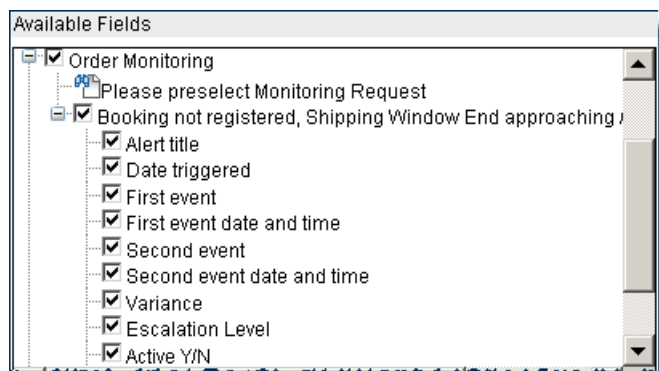 Available Fields
Order Monitoring
Please preselect Monitoring Request
Booking not registered, Shipping Window End approaching
Alert title
Date triggered
First event
First event date and time
Second event
Second event date and time
Variance
Escalation Level
Active Y/N